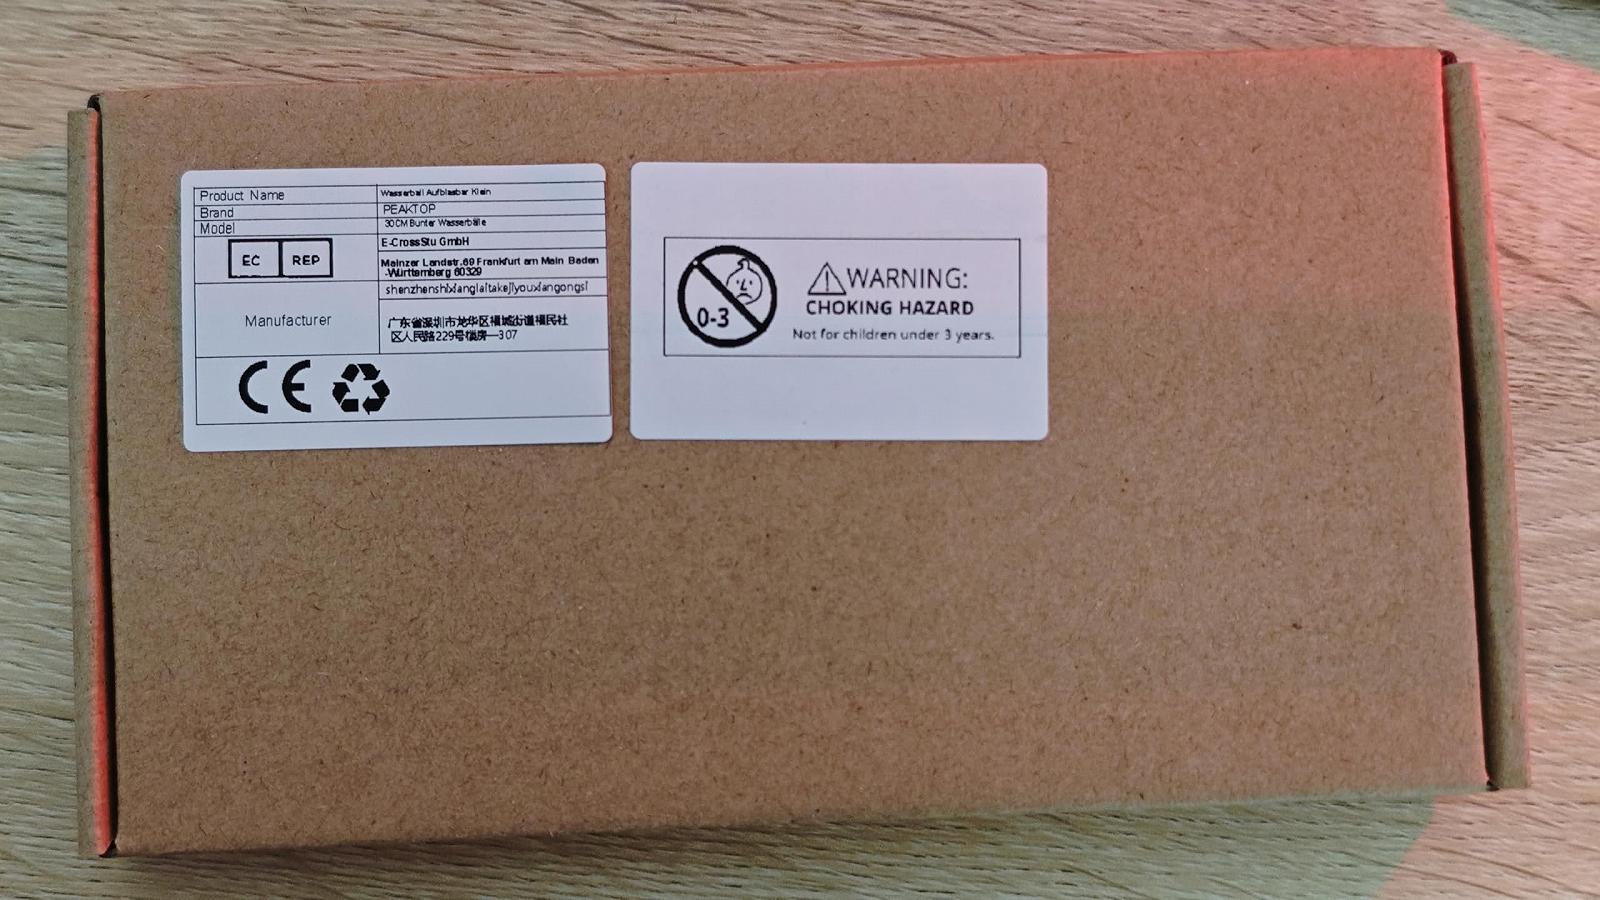 Product Name Wasserball Aufblasbar Klein
Brand PEAKTOP
Model 30CM Bunter Wasserbälle
EC REP E-CrossStu GmbH
Mainzer Landstr.69 Frankfurt am Main Baden
-Württemberg 60329
Manufacturer shenzhenshixianglaitakejiyouxiangongsi
广东省深圳市龙华区福城街道福民社
区人民路229号楼房一307
CE
0-3
WARNING:
CHOKING HAZARD
Not for children under 3 years.